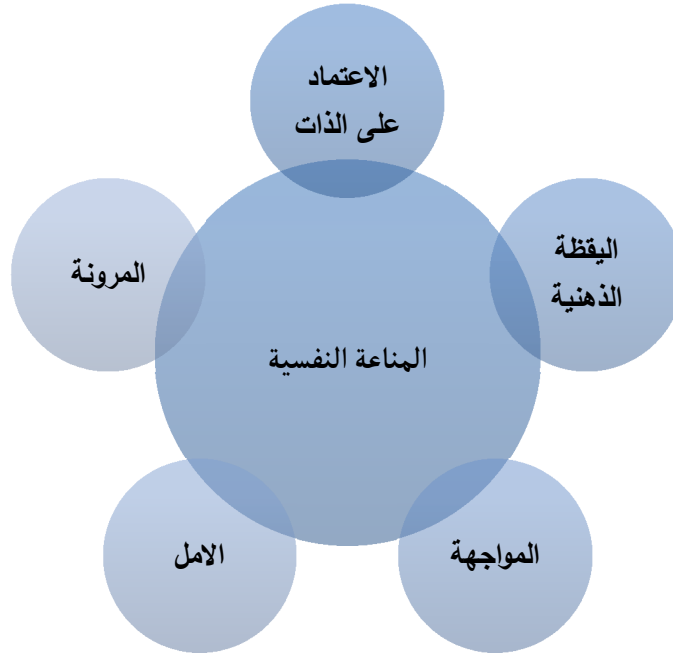 الاعتماد
على الذات
اليقظة
الذهنية
المرونة
المناعة النفسية
المواجهة
الامل